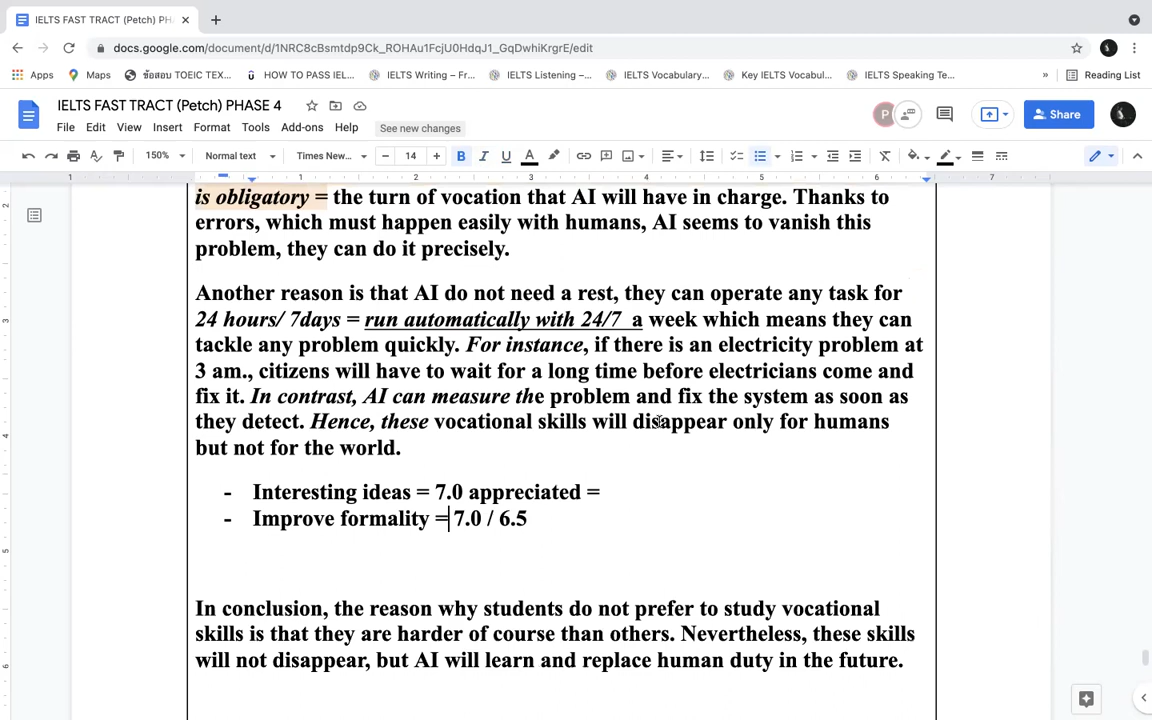 IELTS FAST TRACT (Petch) PH
docs.google.com/document/d/1NRC8cBsmtdp9Ck_ROHAu1FcjU0HdqJ1_GqDwhiKrgrE/edit
Apps Maps ข้อสอบ TOEIC TEX... HOW TO PASS IEL... IELTS Writing – Fr... IELTS Listening –... IELTS Vocabulary... Key IELTS Vocabul... IELTS Speaking Te... » Reading List
IELTS FAST TRACT (Petch) PHASE 4
P
Share
File Edit View Insert Format Tools Add-ons Help See new changes
150% Normal text Times New... 14 B I U A
1 1 2 3 4 5 6 7
is obligatory = the turn of vocation that AI will have in charge. Thanks to
errors, which must happen easily with humans, AI seems to vanish this
problem, they can do it precisely.
Another reason is that AI do not need a rest, they can operate any task for
24 hours/ 7days = run automatically with 24/7 a week which means they can
tackle any problem quickly. For instance, if there is an electricity problem at
3 am., citizens will have to wait for a long time before electricians come and
fix it. In contrast, AI can measure the problem and fix the system as soon as
they detect. Hence, these vocational skills will disappear only for humans
but not for the world.
- Interesting ideas = 7.0 appreciated =
- Improve formality = 7.0 / 6.5
In conclusion, the reason why students do not prefer to study vocational
skills is that they are harder of course than others. Nevertheless, these skills
will not disappear, but AI will learn and replace human duty in the future.